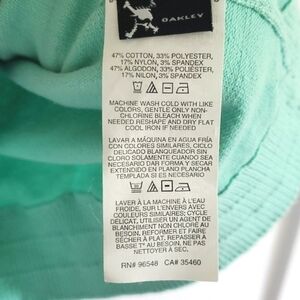 OAKLEY
47% COTTON, 33% POLYESTER,
17% NYLON, 3% SPANDEX
47% ALGODON, 33% POLIÉSTER,
17% NILON, 3% SPANDEX
MACHINE WASH COLD WITH LIKE
COLORS, GENTLE ONLY NON-
CHLORINE BLEACH WHEN
NEEDED RESHAPE AND DRY FLAT
COOL IRON IF NEEDED
LAVAR A MÁQUINA EN AGUA FRÍA
CON COLORES SIMILARES, CICLO
DELICADO BLANQUEADOR SIN
CLORO SOLAMENTE CUANDO SEA
NECESARIO. REFORMAR Y SECAR
EXTENDIDO EN PLANO PLANCHA
TEMPLADA SI ES NECESARIO
LAVER À LA MACHINE À L'EAU
FROIDE, SUR L'ENVERS AVEC
COULEURS SIMILAIRES; CYCLE
DELICAT. UTILISER UN AGENT DE
BLANCHIMENT NON CHLORÉ AU
BESOIN. REFORMER ET FAIRE
SÉCHER À PLAT. REPASSER À
BASSE T° AU BESOIN. NE PAS
NETTOYER À SEC.
RN# 96548 CA# 35460